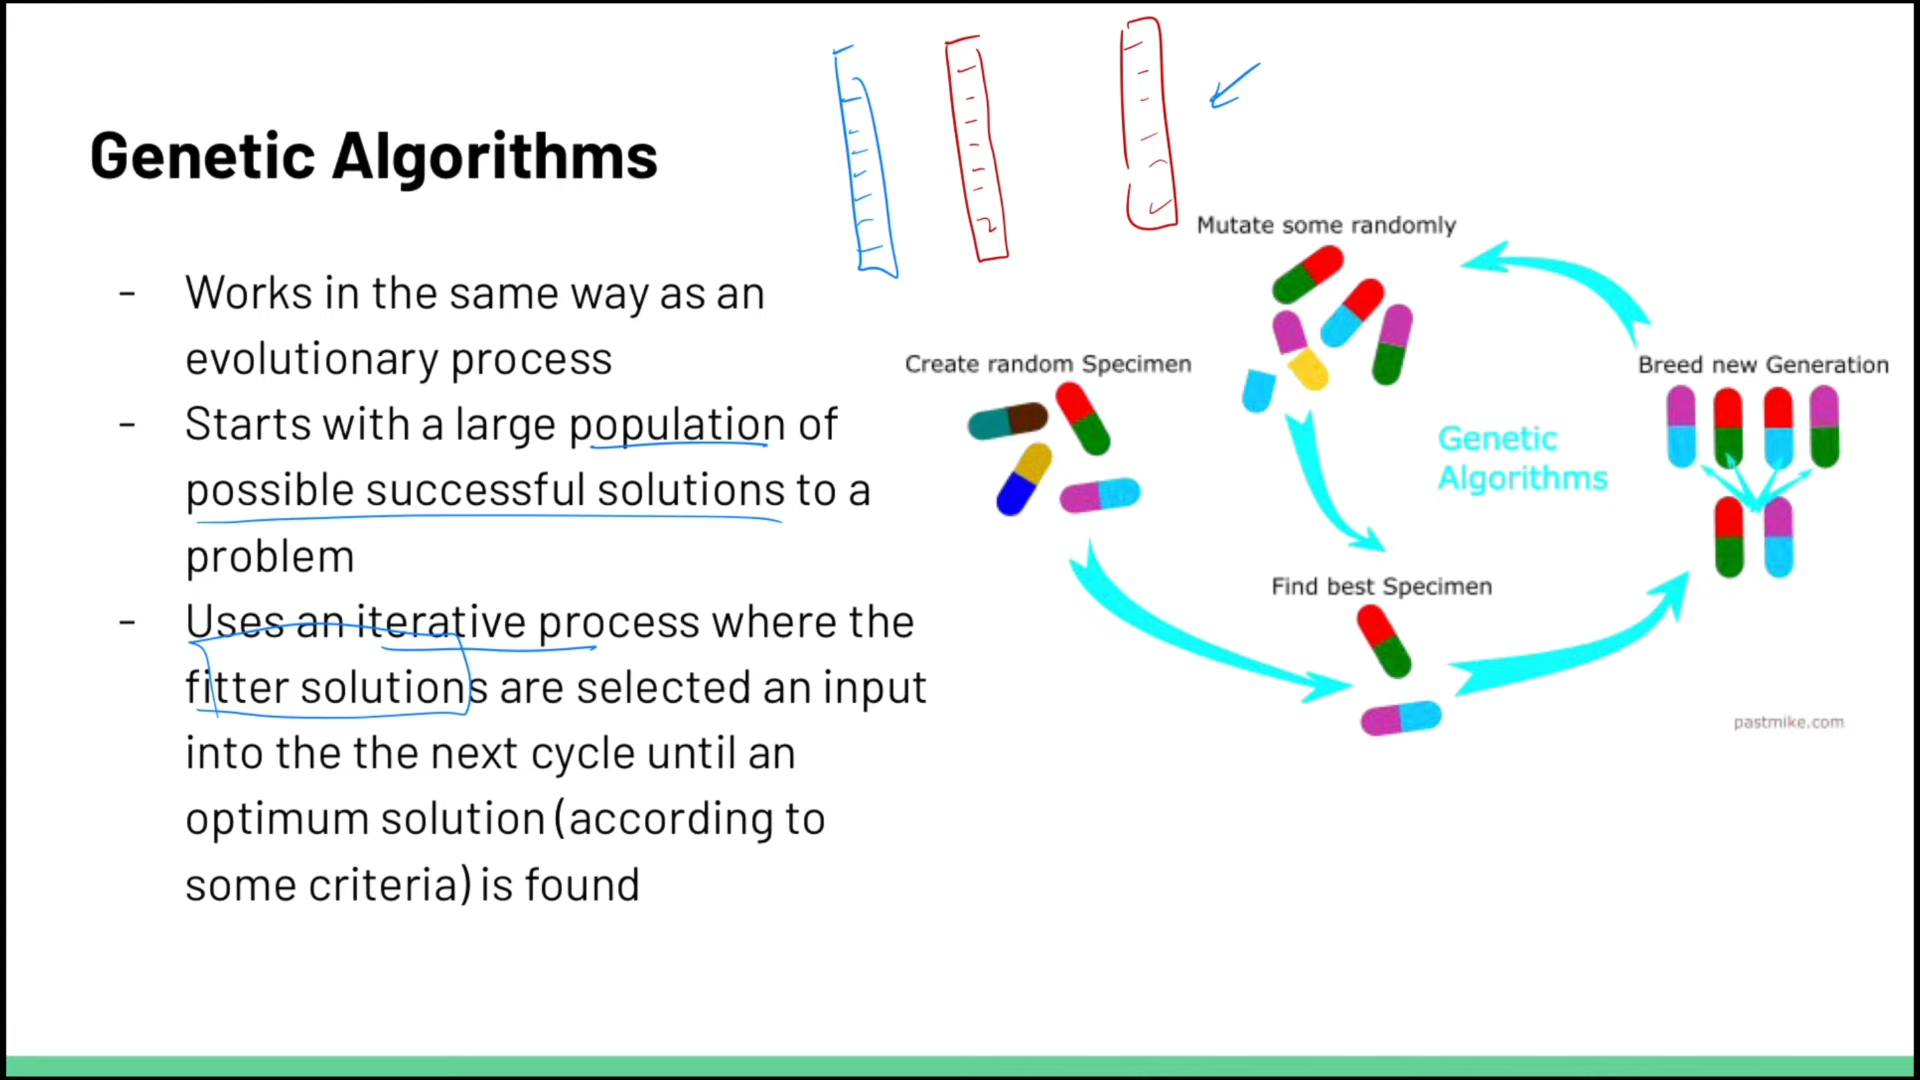 Genetic Algorithms
- Works in the same way as an
evolutionary process
- Starts with a large population of
possible successful solutions to a
problem
- Uses an iterative process where the
fitter solutions are selected an input
into the the next cycle until an
optimum solution (according to
some criteria) is found
Mutate some randomly
Create random Specimen
Breed new Generation
Genetic
Algorithms
Find best Specimen
pastmike.com